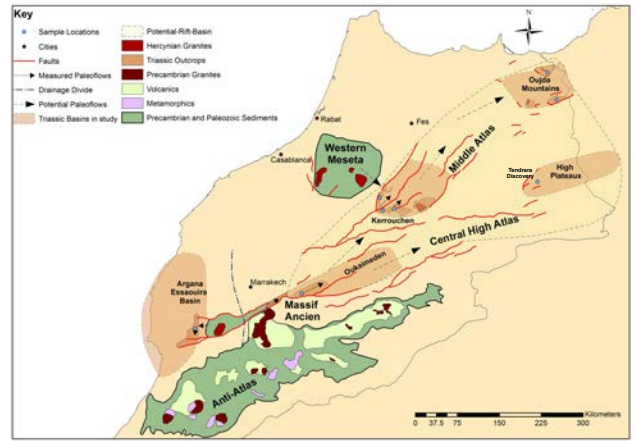 Key
Sample Locations
Cities
Faults
Measured Paleoflows
Drainage Divide
Potential Paleoflows
Triassic Basins in study
Potential-Rift-Basin
Hercynian Granites
Triassic Outcrops
Precambrian Granites
Volcanics
Metamorphics
Precambrian and Paleozoic Sediments
N
Oujda
Mountains
Rabat
Fes
Western
Meseta
Casablanca
Middle Atlas
Tendrara
Discovery
High
Plateaux
Kerrouchen
Central High Atlas
Oukaimeden
Marrakech
Argana
Essaouira
Basin
Massif
Ancien
Anti-Atlas
Kilometers
0 37.5 75 150 225 300